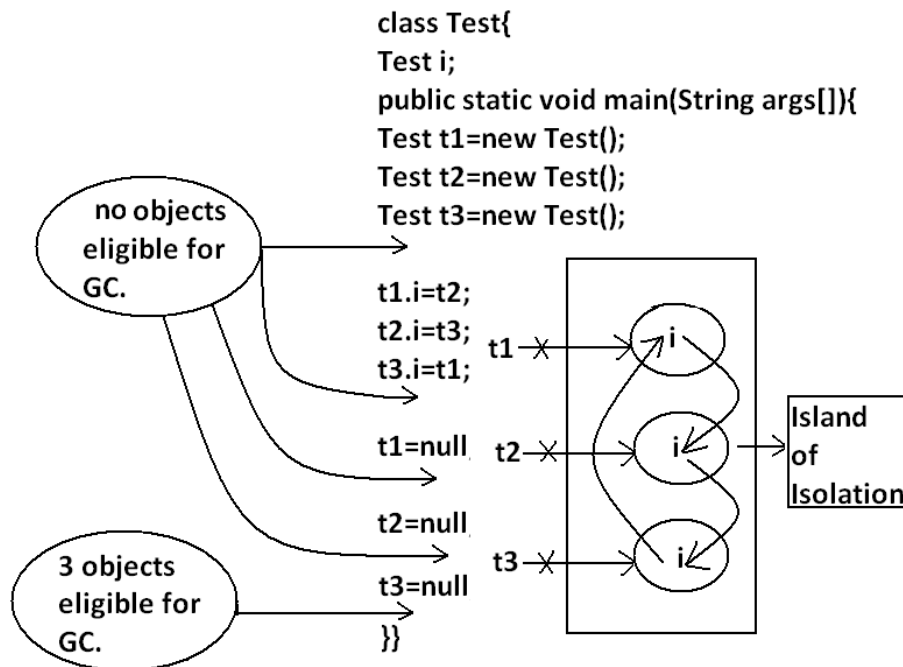 class Test{
Test i;
public static void main(String args[]){
Test t1=new Test();
Test t2=new Test();
Test t3=new Test();
no objects
eligible for
GC.
t1.i=t2;
t2.i=t3;
t3.i=t1;
t1=null
t2=null
t3=null
}}
3 objects
eligible for
GC.
t1
i
t2
i
t3
i
Island
of
Isolation